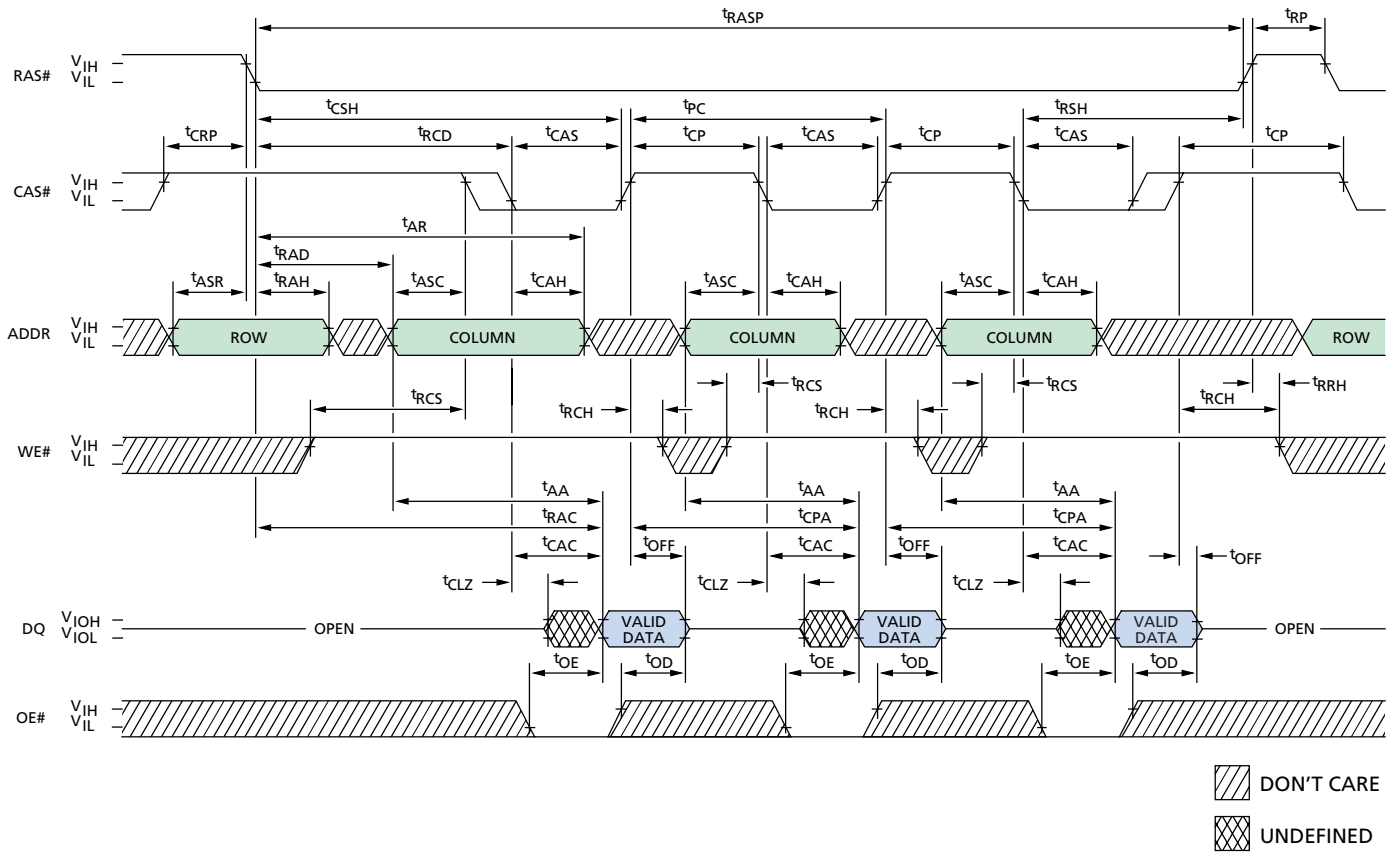 tRASP tRP
RAS# VIH
VIL
tCSH tPC tRSH
tCRP tRCD tCAS tCP tCAS tCP tCAS tCP
CAS# VIH
VIL
tAR
tRAD
tASR tRAH tASC tCAH tASC tCAH tASC tCAH
ADDR VIH
VIL
ROW COLUMN COLUMN COLUMN ROW
tRCS tRCH tRCS tRCH tRCS tRCH tRRH
WE# VIH
VIL
tAA tAA tAA
tRAC tCPA tCPA
tCAC tOFF tCAC tOFF tCAC tOFF
tCLZ tCLZ tCLZ
DQ VIOH
VIOL
OPEN VALID DATA VALID DATA VALID DATA OPEN
tOE tOD tOE tOD tOE tOD
OE# VIH
VIL
DON'T CARE
UNDEFINED